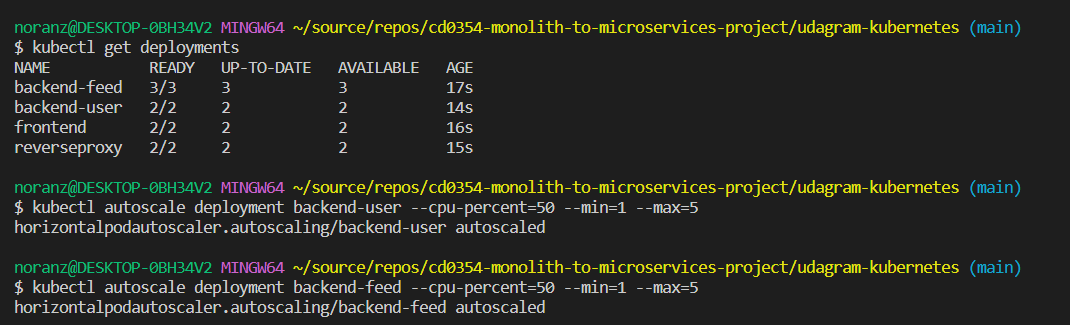 noranz@DESKTOP-0BH34V2 MINGW64 ~/source/repos/cd0354-monolith-to-microservices-project/udagram-kubernetes (main)
$ kubectl get deployments
NAME           READY   UP-TO-DATE   AVAILABLE   AGE
backend-feed   3/3     3            3           17s
backend-user   2/2     2            2           14s
frontend       2/2     2            2           16s
reverseproxy   2/2     2            2           15s
noranz@DESKTOP-0BH34V2 MINGW64 ~/source/repos/cd0354-monolith-to-microservices-project/udagram-kubernetes (main)
$ kubectl autoscale deployment backend-user --cpu-percent=50 --min=1 --max=5
horizontalpodautoscaler.autoscaling/backend-user autoscaled
noranz@DESKTOP-0BH34V2 MINGW64 ~/source/repos/cd0354-monolith-to-microservices-project/udagram-kubernetes (main)
$ kubectl autoscale deployment backend-feed --cpu-percent=50 --min=1 --max=5
horizontalpodautoscaler.autoscaling/backend-feed autoscaled